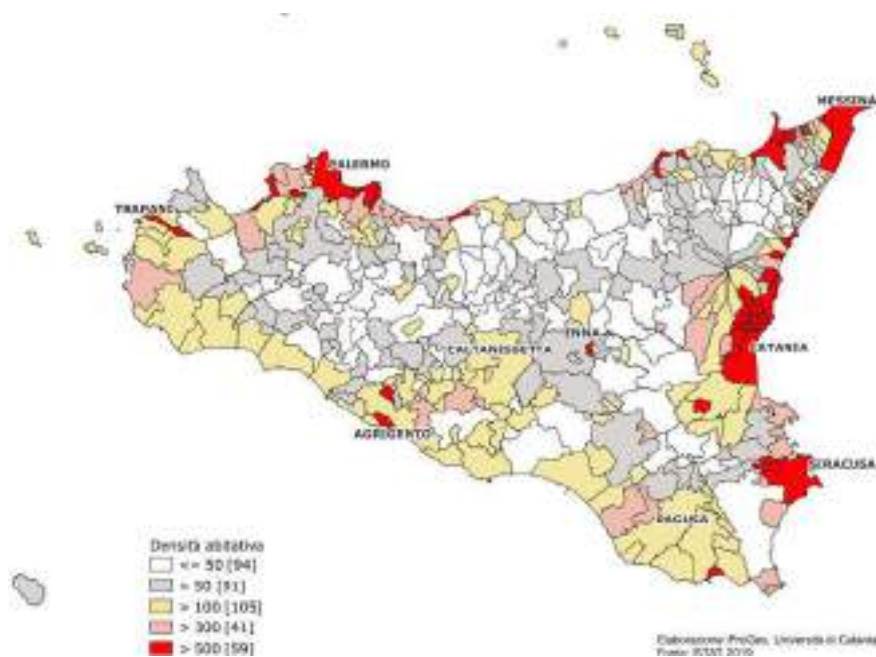 MESSINA
PALERMO
TRAPANI
ENNA
CALTANISSETTA
CATANIA
AGRIGENTO
SIRACUSA
RAGUSA
Densità abitativa
<= 50 [94]
> 50 [91]
> 100 [105]
> 300 [41]
> 500 [59]
Elaborazione ProGeo, Università di Catania
Fonte: ISTAT 2019